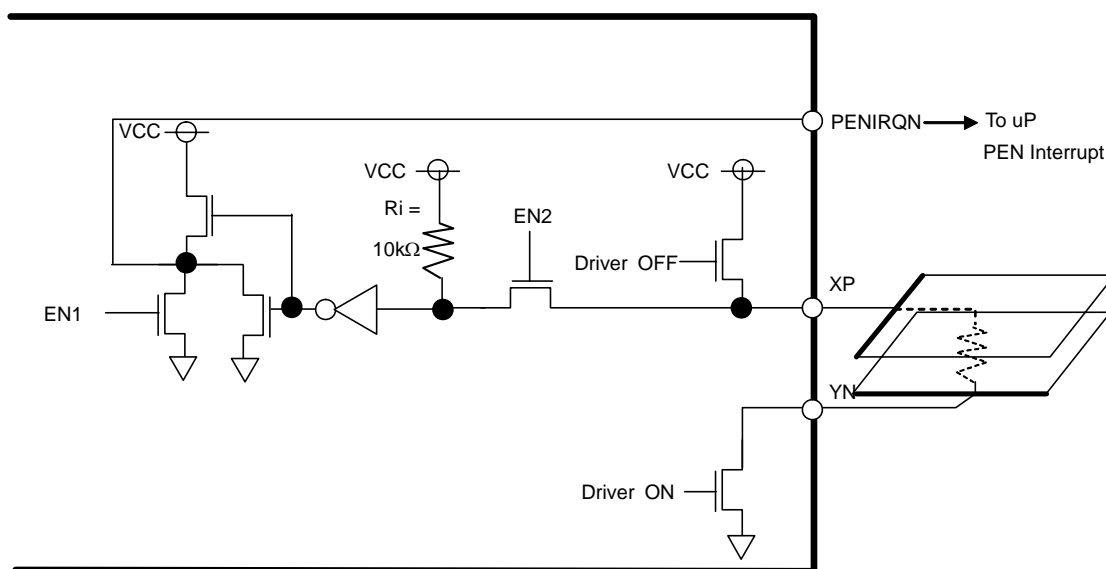 PENIRQN
To uP
PEN Interrupt
VCC
VCC
VCC
Ri =
10kΩ
EN2
Driver OFF
XP
EN1
YN
Driver ON